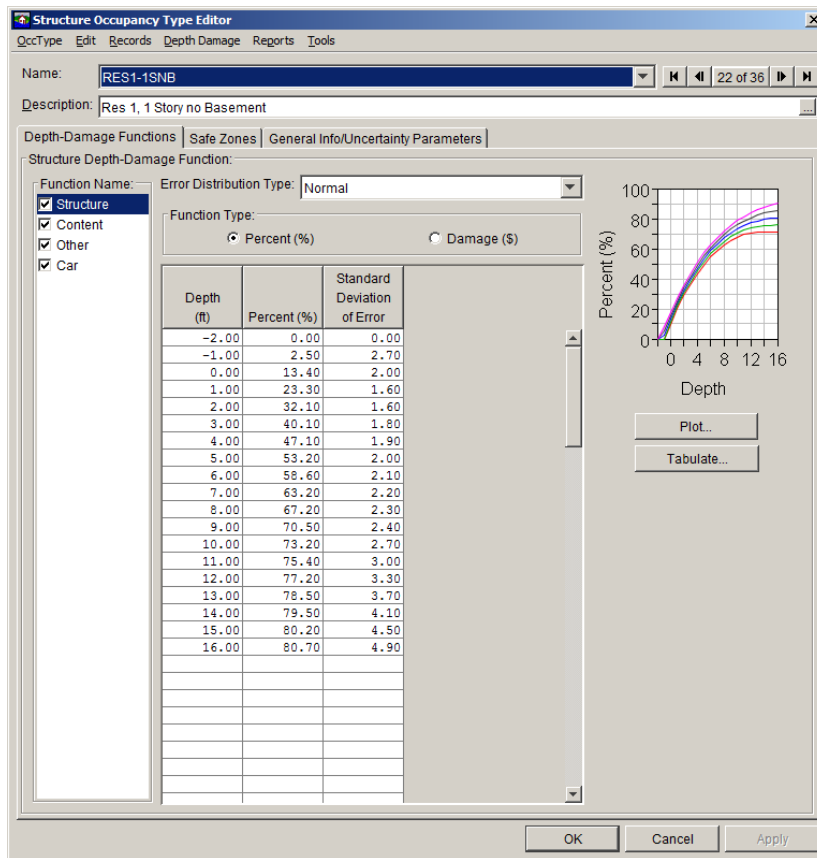 Structure Occupancy Type Editor
OccType Edit Records Depth Damage Reports Tools
Name: RES1-1SNB 22 of 36
Description: Res 1, 1 Story no Basement ...
Depth-Damage Functions Safe Zones General Info/Uncertainty Parameters
Structure Depth-Damage Function:
Function Name: Error Distribution Type: Normal
Structure
Content
Other
Car
Function Type:
Percent (%) Damage ($)
Depth (ft) Percent (%) Standard Deviation of Error
-2.00 0.00 0.00
-1.00 2.50 2.70
0.00 13.40 2.00
1.00 23.30 1.60
2.00 32.10 1.60
3.00 40.10 1.80
4.00 47.10 1.90
5.00 53.20 2.00
6.00 58.60 2.10
7.00 63.20 2.20
8.00 67.20 2.30
9.00 70.50 2.40
10.00 73.20 2.70
11.00 75.40 3.00
12.00 77.20 3.30
13.00 78.50 3.70
14.00 79.50 4.10
15.00 80.20 4.50
16.00 80.70 4.90
Percent (%)
100
80
60
40
20
0
0 4 8 12 16
Depth
Plot...
Tabulate...
OK Cancel Apply